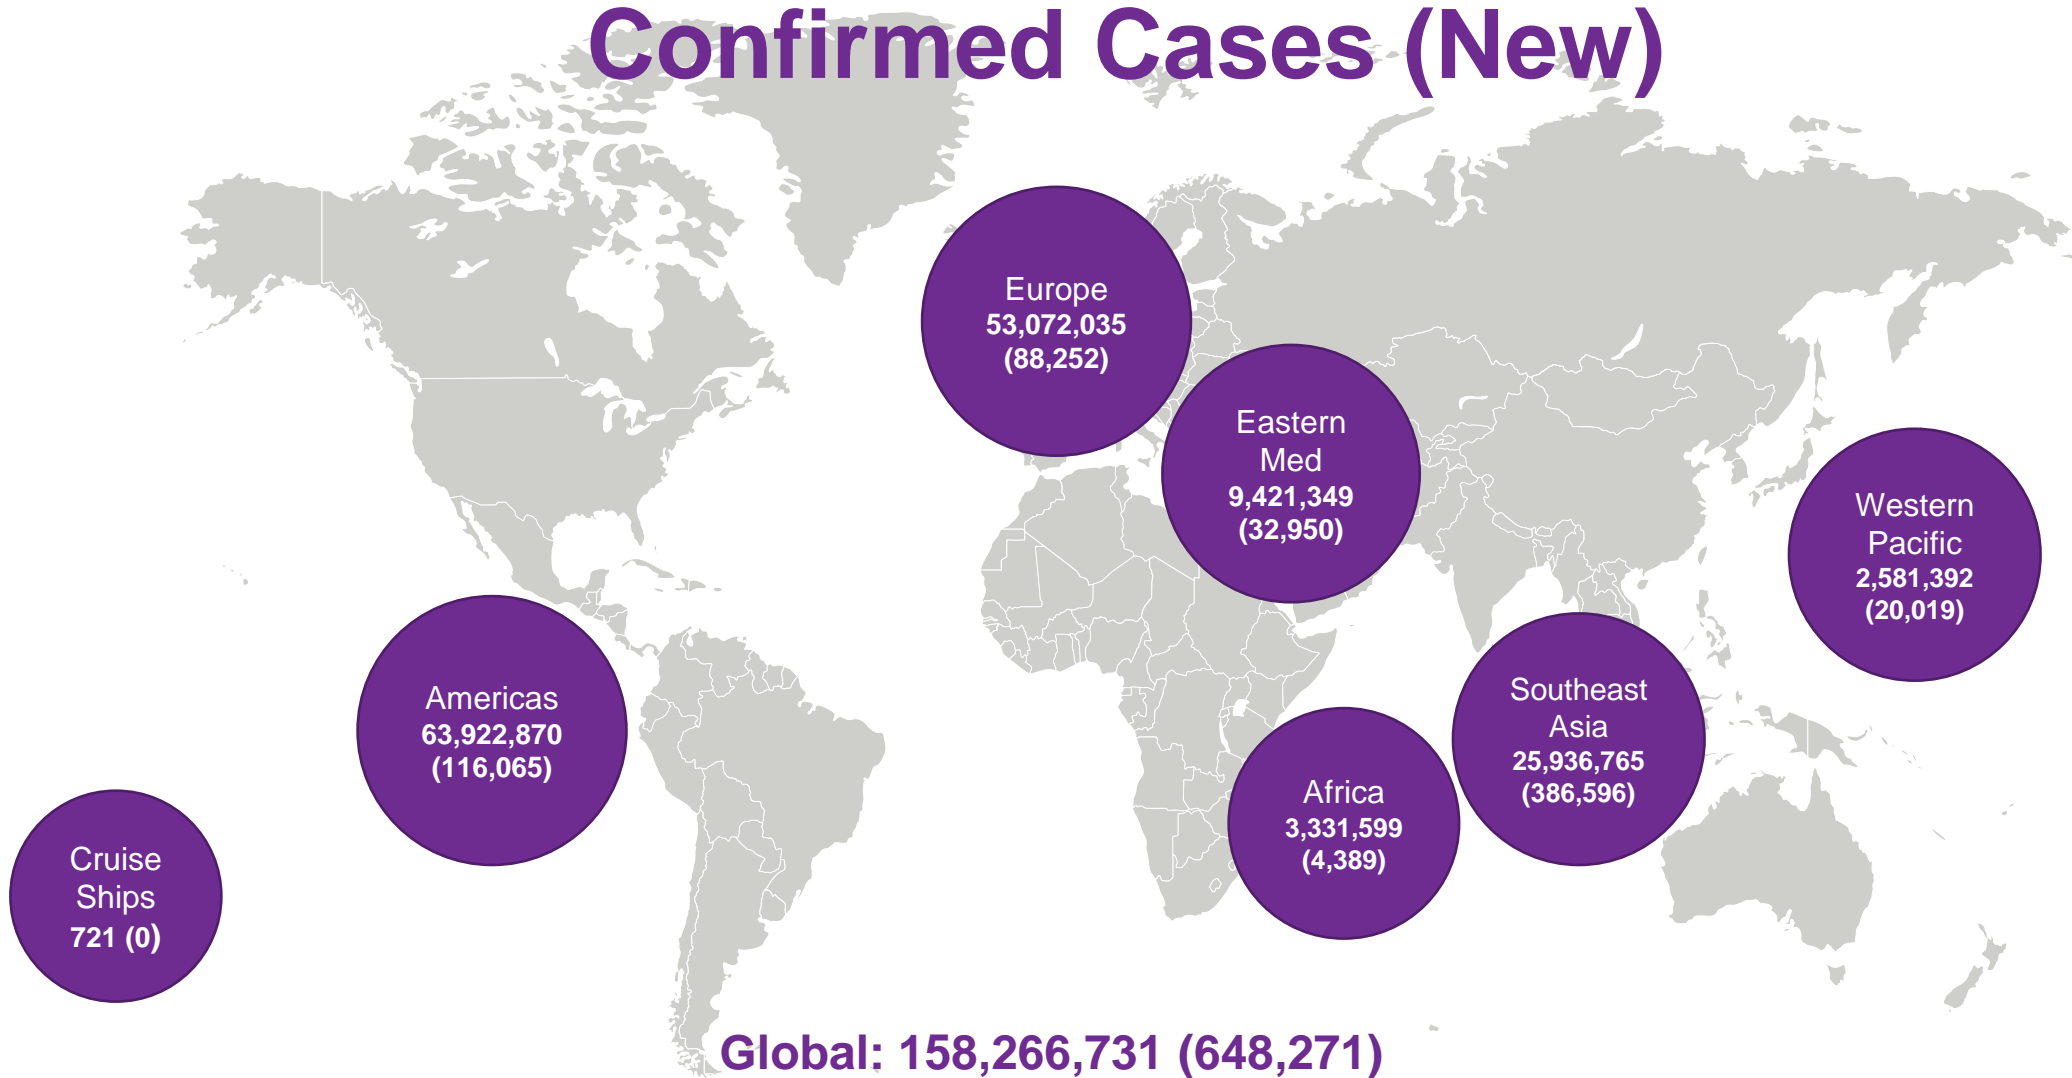 Confirmed Cases (New)
Europe
53,072,035
(88,252)
Eastern
Med
9,421,349
(32,950)
Western
Pacific
2,581,392
(20,019)
Americas
63,922,870
(116,065)
Southeast
Asia
25,936,765
(386,596)
Africa
3,331,599
(4,389)
Cruise
Ships
721 (0)
Global: 158,266,731 (648,271)